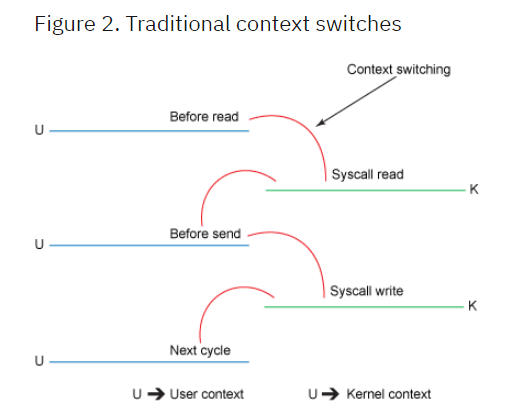 Figure 2. Traditional context switches
Context switching
Before read
U
Syscall read
K
Before send
U
Syscall write
K
Next cycle
U
U → User context
U → Kernel context